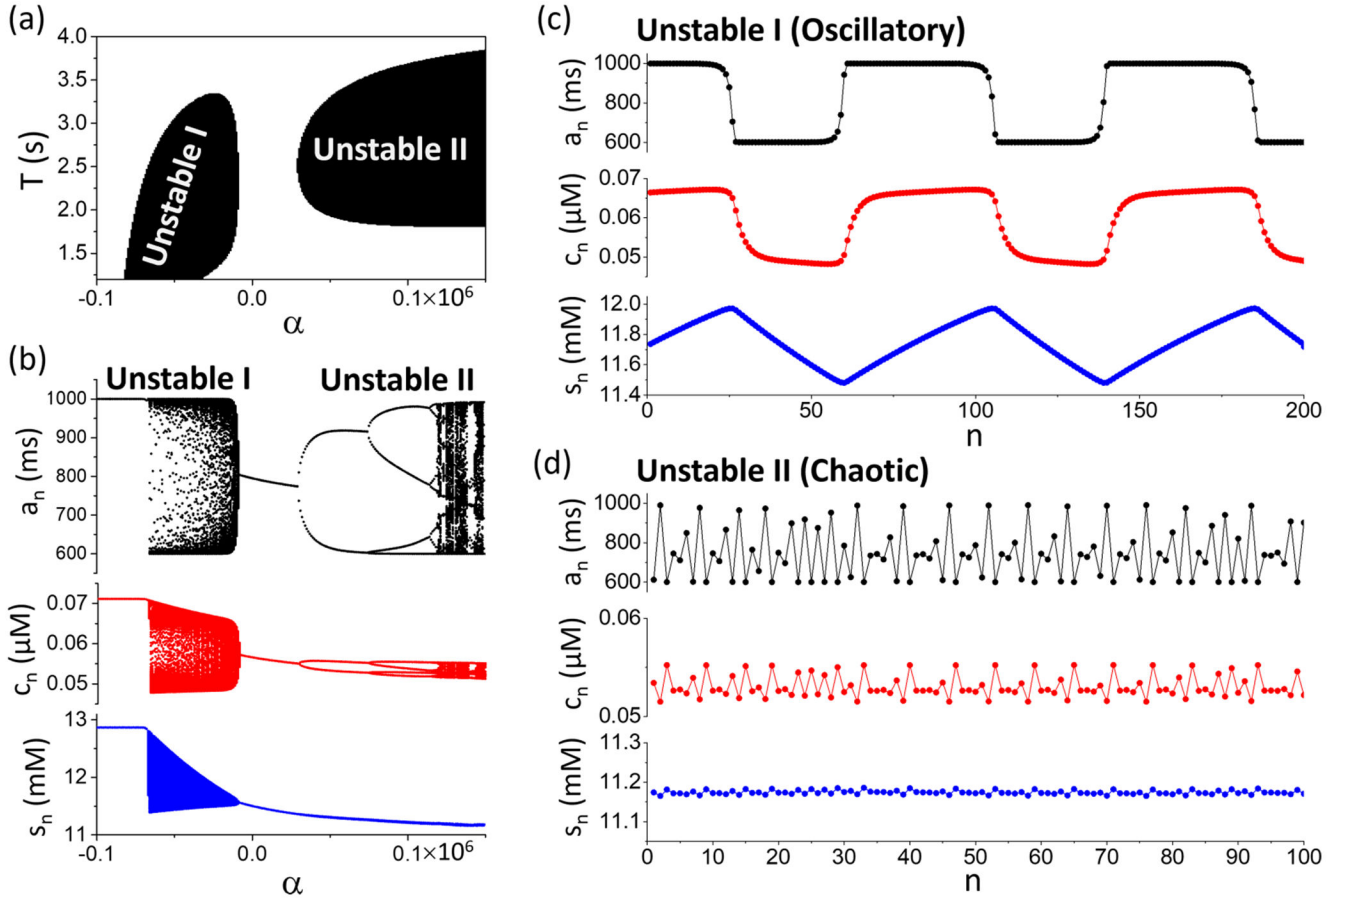 (a)
4.0
3.5
3.0
2.5
2.0
1.5
T (s)
Unstable I
Unstable II
-0.1
0.0
0.1×10⁶
α
(b)
Unstable I
Unstable II
1000
900
800
700
600
aₙ (ms)
0.07
0.06
0.05
cₙ (μM)
13
12
11
sₙ (mM)
-0.1
0.0
0.1×10⁶
α
(c)
Unstable I (Oscillatory)
1000
800
600
aₙ (ms)
0.07
0.06
0.05
cₙ (μM)
12.0
11.8
11.6
11.4
sₙ (mM)
0
50
100
150
200
n
(d)
Unstable II (Chaotic)
1000
800
600
aₙ (ms)
0.06
0.05
cₙ (μM)
11.3
11.2
11.1
sₙ (mM)
0
10
20
30
40
50
60
70
80
90
100
n